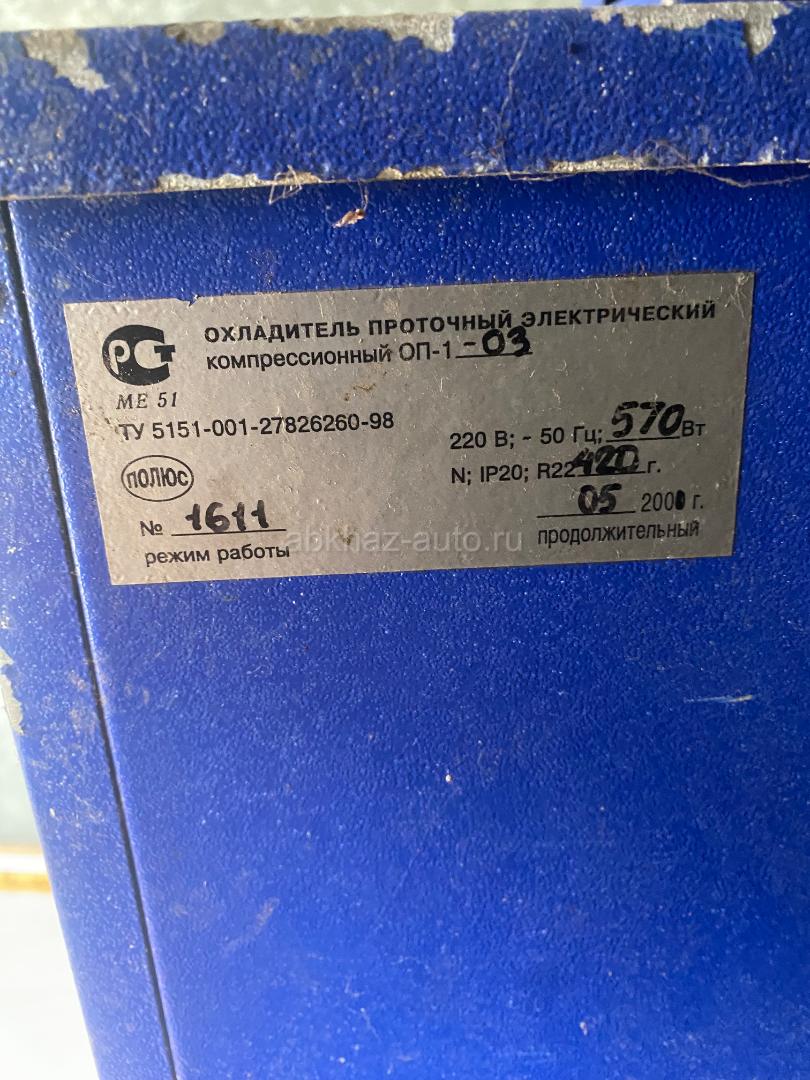 ОХЛАДИТЕЛЬ ПРОТОЧНЫЙ ЭЛЕКТРИЧЕСКИЙ
КОМПРЕССИОННЫЙ ОП-1-03
РСТ
МЕ 51
ТУ 5151-001-27826260-98
220 В; ~ 50 Гц; 570 Вт
ПОЛЮС
N; IP20; R22 420 г.
05 2000 г.
№ 1611
режим работы
продолжительный
abkhaz-auto.ru